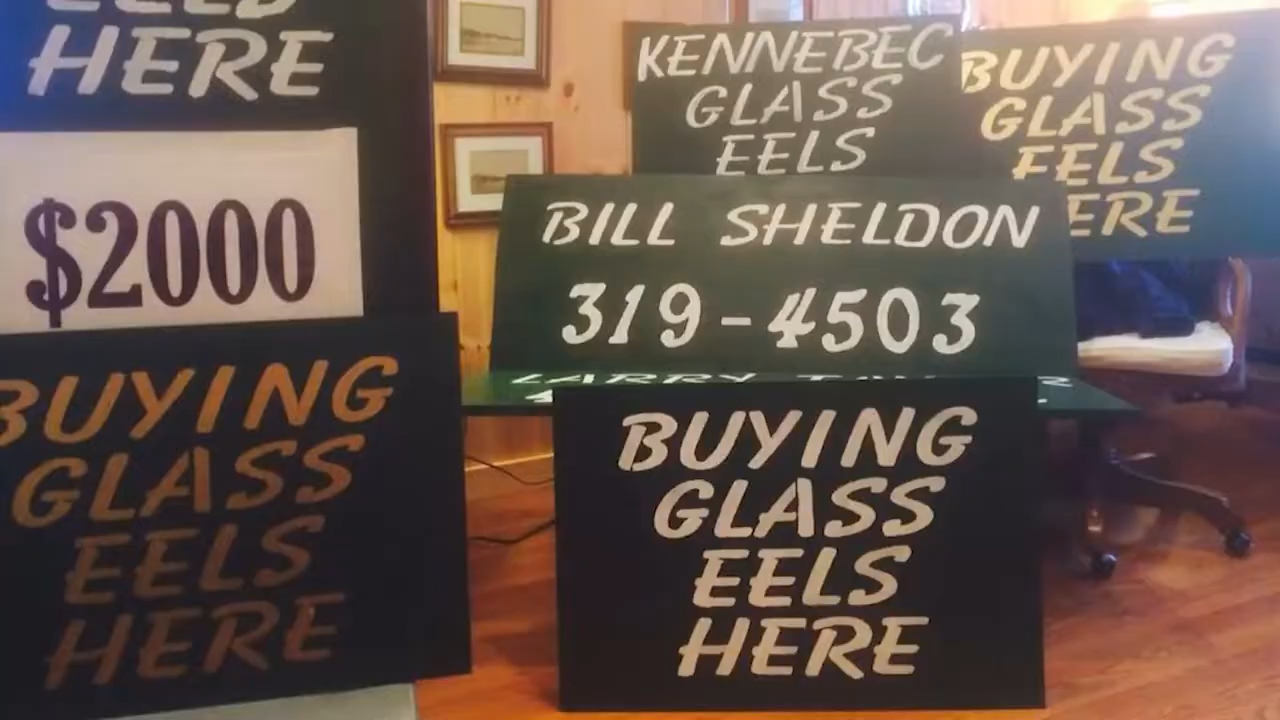 HERE
$2000
BUYING
GLASS
EELS
HERE
KENNEBEC
GLASS
EELS
BUYING
GLASS
EELS
BILL SHELDON
319-4503
LARRY
BUYING
GLASS
EELS
HERE